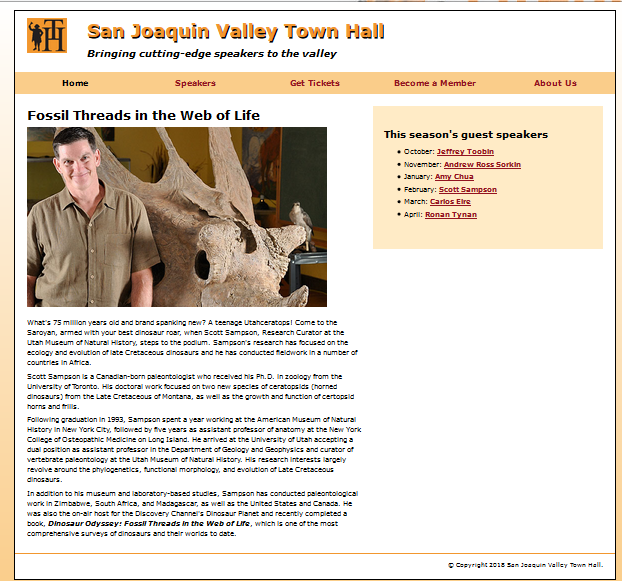 TH
San Joaquin Valley Town Hall
Bringing cutting-edge speakers to the valley
Home Speakers Get Tickets Become a Member About Us
Fossil Threads in the Web of Life
What's 75 million years old and brand spanking new? A teenage Utahceratops! Come to the
Saroyan, armed with your best dinosaur roar, when Scott Sampson, Research Curator at the
Utah Museum of Natural History, steps to the podium. Sampson's research has focused on the
ecology and evolution of late Cretaceous dinosaurs and he has conducted fieldwork in a number of
countries in Africa.
Scott Sampson is a Canadian-born paleontologist who received his Ph.D. in zoology from the
University of Toronto. His doctoral work focused on two new species of ceratopsids (horned
dinosaurs) from the Late Cretaceous of Montana, as well as the growth and function of certopsid
horns and frills.
Following graduation in 1993, Sampson spent a year working at the American Museum of Natural
History in New York City, followed by five years as assistant professor of anatomy at the New York
College of Osteopathic Medicine on Long Island. He arrived at the University of Utah accepting a
dual position as assistant professor in the Department of Geology and Geophysics and curator of
vertebrate paleontology at the Utah Museum of Natural History. His research interests largely
revolve around the phylogenetics, functional morphology, and evolution of Late Cretaceous
dinosaurs.
In addition to his museum and laboratory-based studies, Sampson has conducted paleontological
work in Zimbabwe, South Africa, and Madagascar, as well as the United States and Canada. He
was also the on-air host for the Discovery Channel's Dinosaur Planet and recently completed a
book, Dinosaur Odyssey: Fossil Threads in the Web of Life, which is one of the most
comprehensive surveys of dinosaurs and their worlds to date.
This season's guest speakers
• October: Jeffrey Toobin
• November: Andrew Ross Sorkin
• January: Amy Chua
• February: Scott Sampson
• March: Carlos Eire
• April: Ronan Tynan
© Copyright 2018 San Joaquin Valley Town Hall.